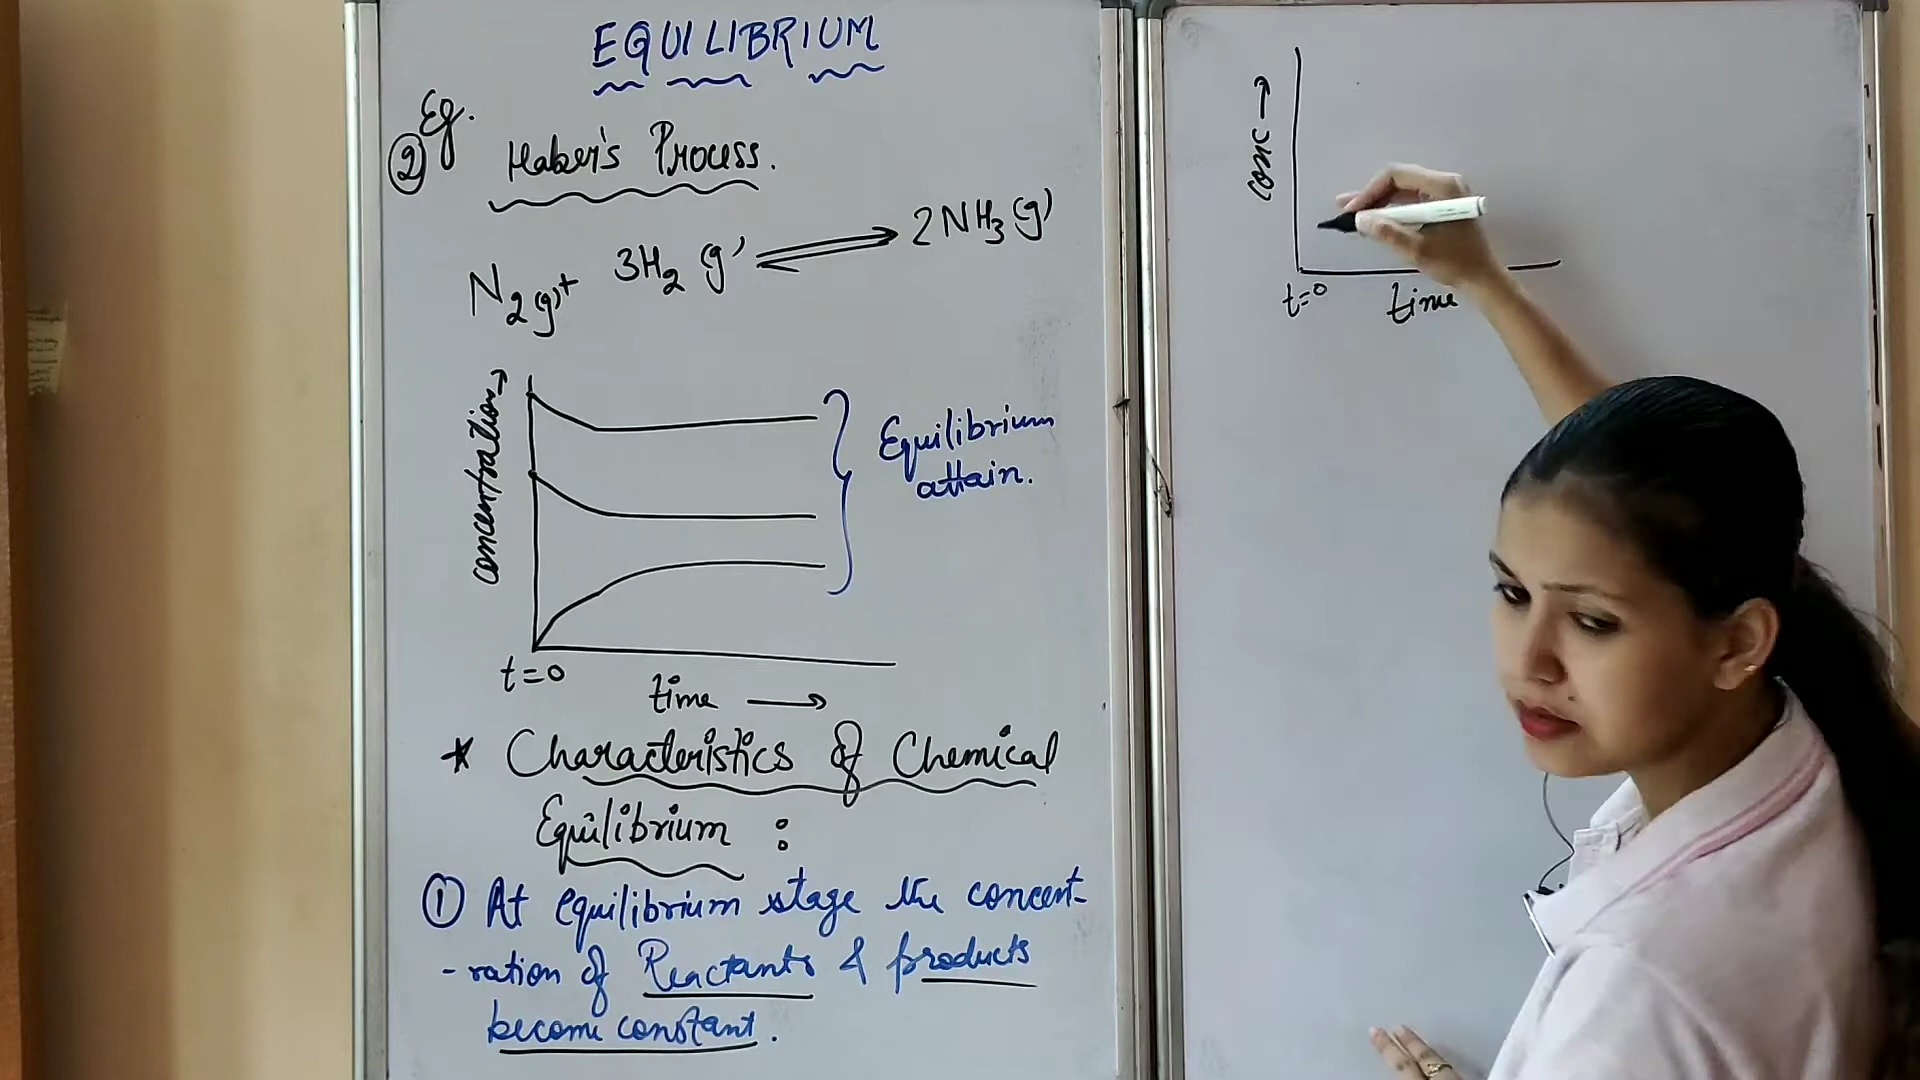 EQUILIBRIUM
Eg.
② Haber's Process.
N2(g) + 3H2(g) ⇌ 2NH3(g)
concentration →
Equilibrium
attain.
t=0
time →
* Characteristics of Chemical
Equilibrium :
① At equilibrium stage the concent-
-ration of Reactants & products
become constant.
conc →
t=0 time